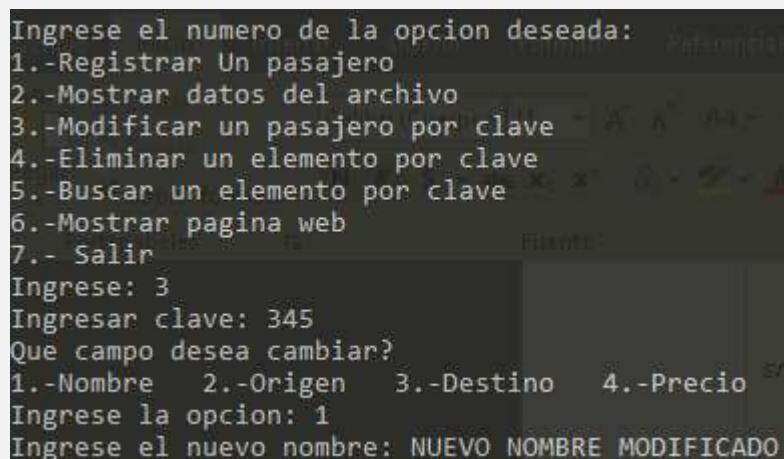 Ingrese el numero de la opcion deseada:
1.-Registrar Un pasajero
2.-Mostrar datos del archivo
3.-Modificar un pasajero por clave
4.-Eliminar un elemento por clave
5.-Buscar un elemento por clave
6.-Mostrar pagina web
7.- Salir
Ingrese: 3
Ingresar clave: 345
Que campo desea cambiar?
1.-Nombre   2.-Origen   3.-Destino   4.-Precio
Ingrese la opcion: 1
Ingrese el nuevo nombre: NUEVO NOMBRE MODIFICADO